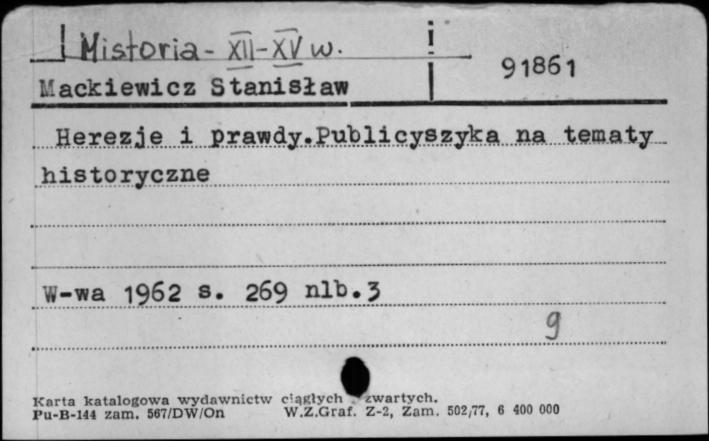 Historia - XII-XV w.
91861
Mackiewicz Stanisław
Herezje i prawdy.Publicyszyka na tematy
historyczne
W-wa 1962 s. 269 nlb.3
9
Karta katalogowa wydawnictw ciągłych zwartych.
Pu-B-144 zam. 567/DW/On W.Z.Graf. Z-2, Zam. 502/77, 6 400 000